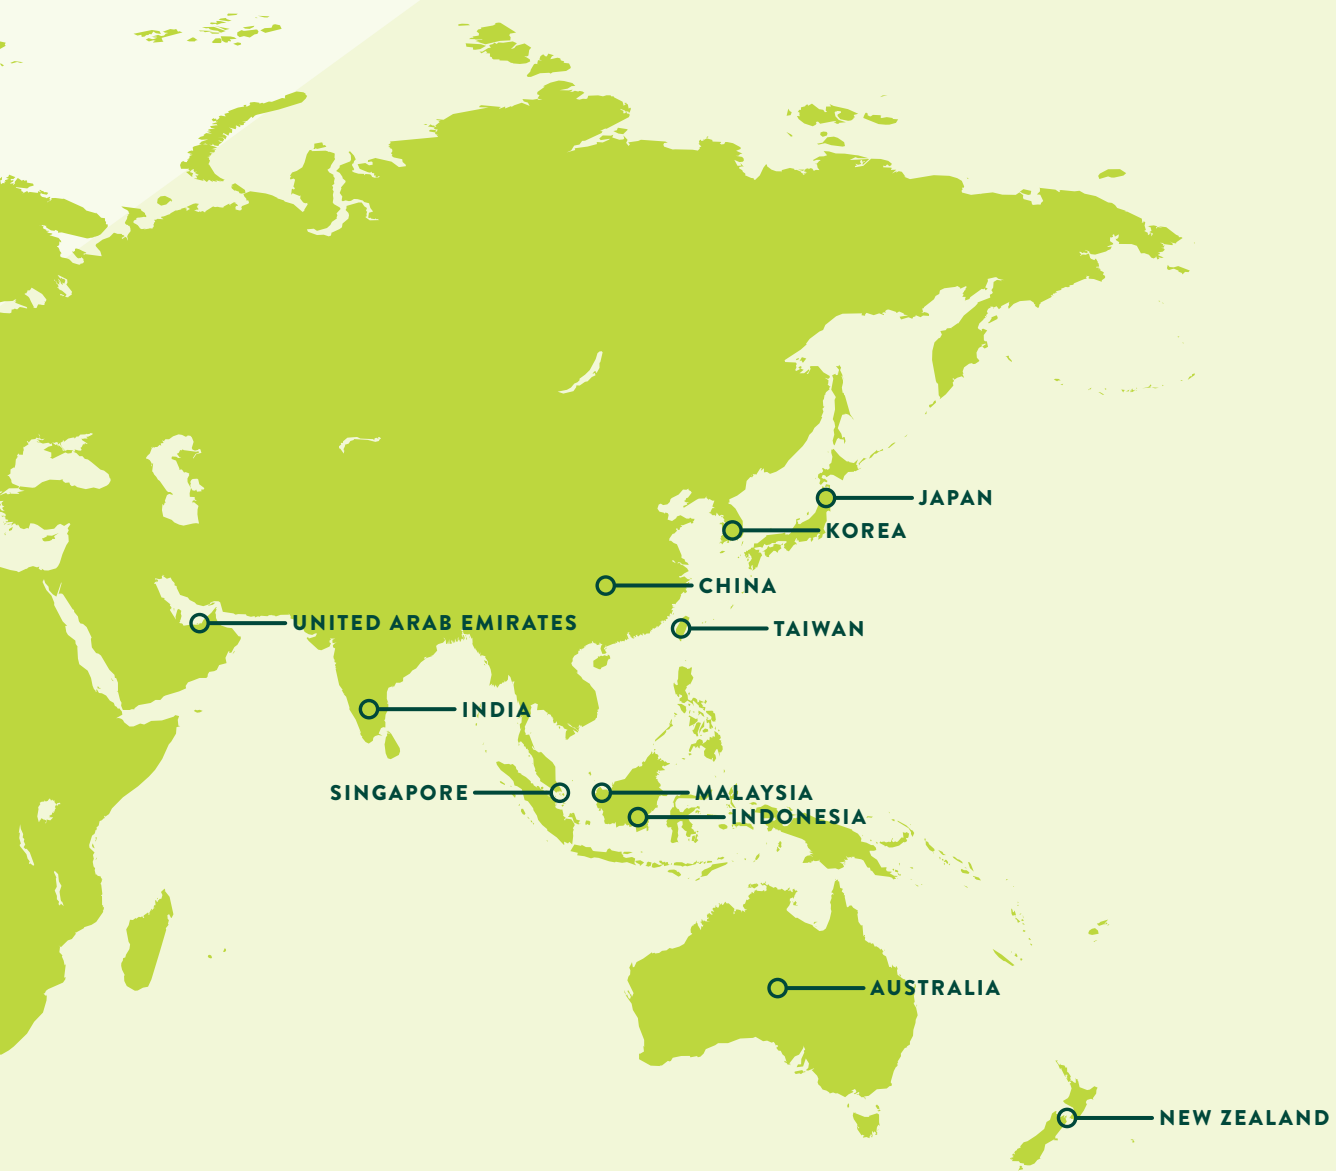 JAPAN
KOREA
CHINA
UNITED ARAB EMIRATES
TAIWAN
INDIA
SINGAPORE
MALAYSIA
INDONESIA
AUSTRALIA
NEW ZEALAND